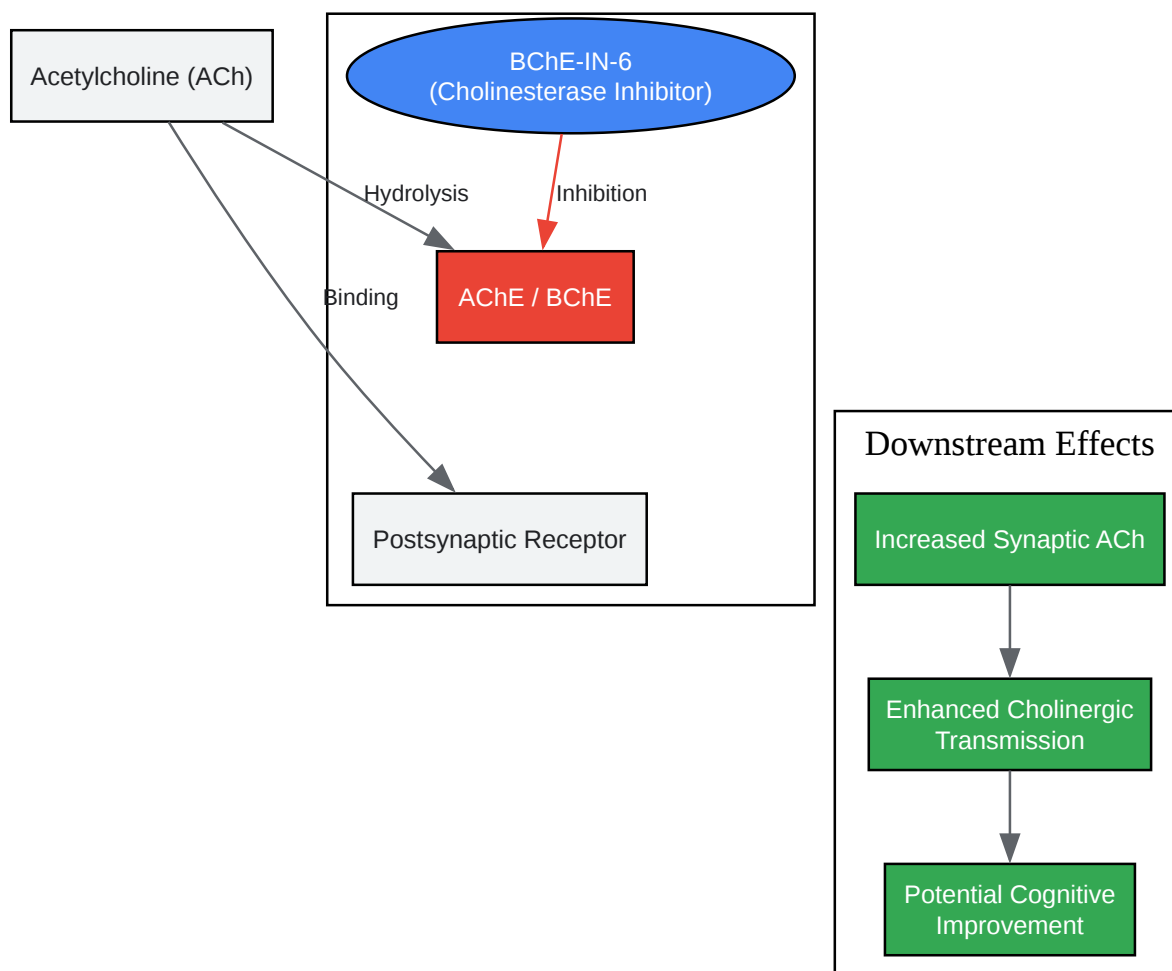 Acetylcholine (ACh)
BChE-IN-6
(Cholinesterase Inhibitor)
Hydrolysis
Inhibition
AChE / BChE
Binding
Postsynaptic Receptor
Downstream Effects
Increased Synaptic ACh
Enhanced Cholinergic
Transmission
Potential Cognitive
Improvement